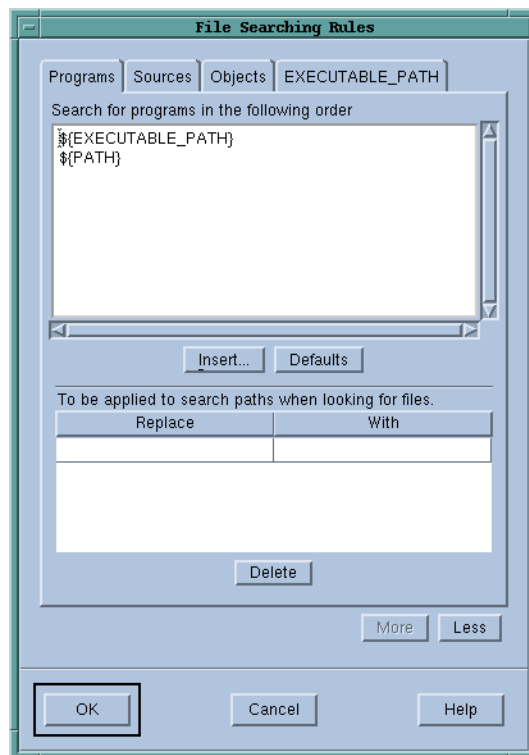 File Searching Rules
Programs Sources Objects EXECUTABLE_PATH
Search for programs in the following order
${EXECUTABLE_PATH}
${PATH}
Insert... Defaults
To be applied to search paths when looking for files.
Replace With
Delete
More Less
OK Cancel Help